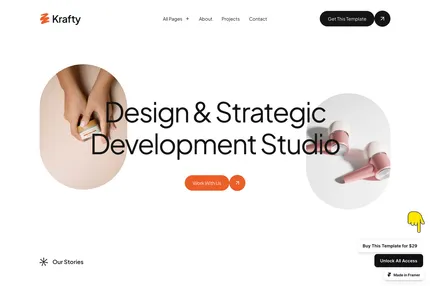 Krafty
All Pages
About
Projects
Contact
Get This Template
Design & Strategic
Development Studio
Work With Us
Our Stories
Buy This Template for $29
Unlock All Access
Made in Framer